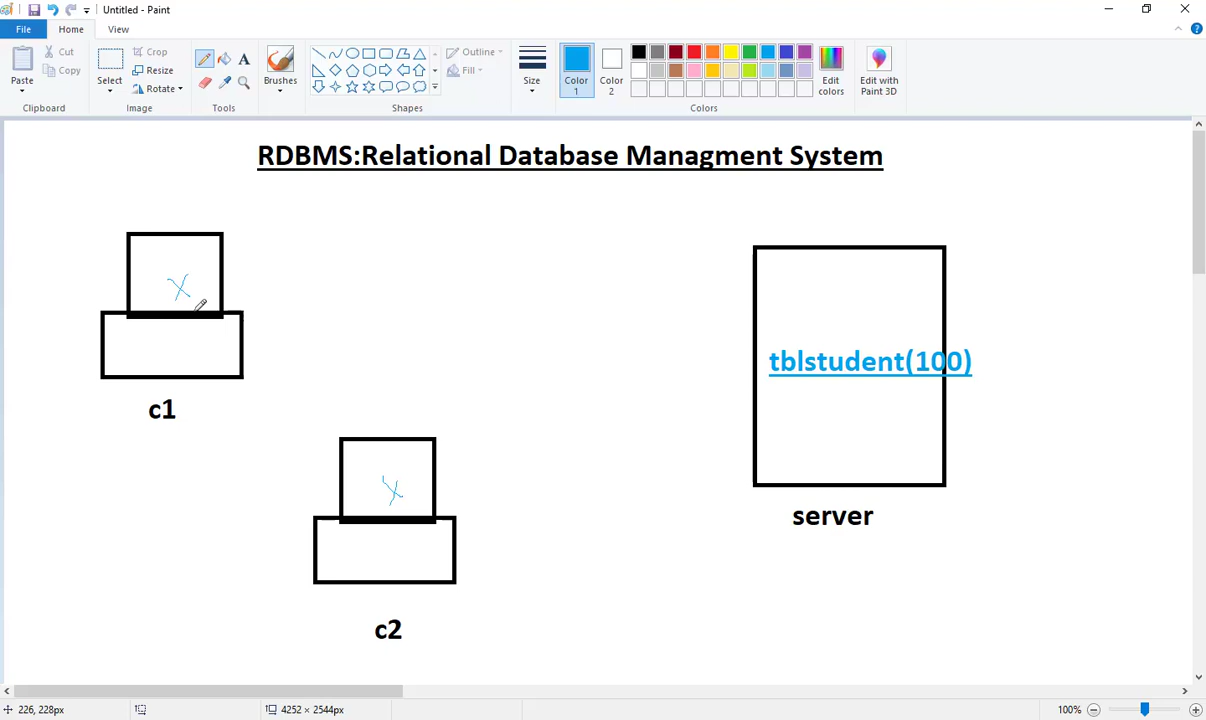 Untitled - Paint
File
Home
View
Paste
Cut
Copy
Clipboard
Select
Crop
Resize
Rotate
Image
Tools
Brushes
Outline
Fill
Shapes
Size
Color
1
Color
2
Edit
colors
Colors
Edit with
Paint 3D
RDBMS:Relational Database Managment System
x
c1
x
c2
tblstudent(100)
server
226, 228px
4252 × 2544px
100%